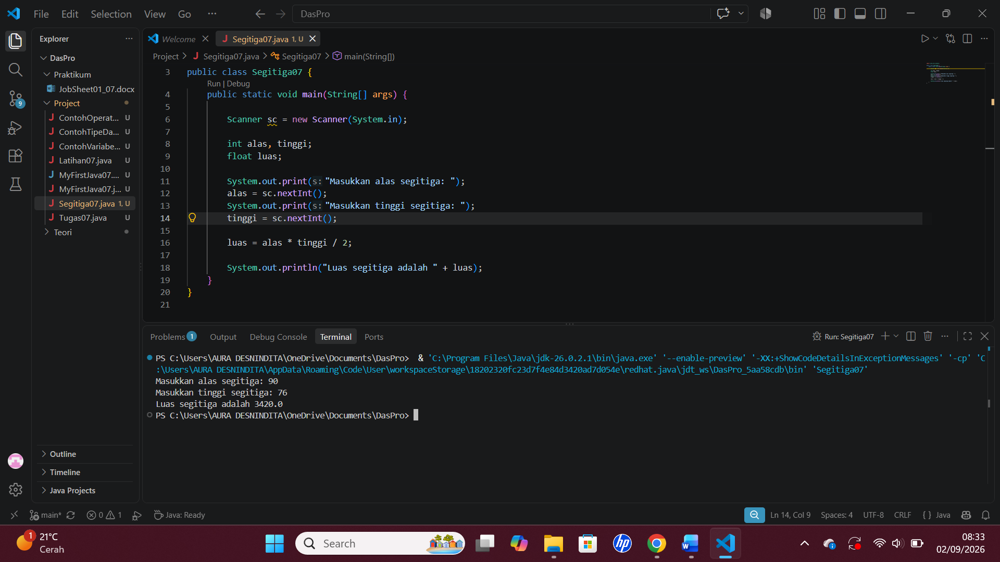 File Edit Selection View Go ···
DasPro
Explorer ···
DasPro
Praktikum
JobSheet01_07.docx
Project
ContohOperat... U
ContohTipeDa... U
ContohVariabe... U
Latihan07.java U
MyFirstJava07.... U
MyFirstJava07.j... U
Segitiga07.java 1, U
Tugas07.java U
Teori
Outline
Timeline
Java Projects
Welcome
Segitiga07.java 1, U
Project > Segitiga07.java > Segitiga07 > main(String[])
3 public class Segitiga07 {
Run | Debug
4 public static void main(String[] args) {
5
6 Scanner sc = new Scanner(System.in);
7
8 int alas, tinggi;
9 float luas;
10
11 System.out.print(s: "Masukkan alas segitiga: ");
12 alas = sc.nextInt();
13 System.out.print(s: "Masukkan tinggi segitiga: ");
14 tinggi = sc.nextInt();
15
16 luas = alas * tinggi / 2;
17
18 System.out.println("Luas segitiga adalah " + luas);
19 }
20 }
21
Problems 1 Output Debug Console Terminal Ports
Run: Segitiga07
PS C:\Users\AURA DESNINDITA\OneDrive\Documents\DasPro> & 'C:\Program Files\Java\jdk-26.0.2.1\bin\java.exe' '--enable-preview' '-XX:+ShowCodeDetailsInExceptionMessages' '-cp' 'C
:\Users\AURA DESNINDITA\AppData\Roaming\Code\User\workspaceStorage\18202320fc23d7f4e84d3420ad7d054e\redhat.java\jdt_ws\DasPro_5aa58cdb\bin' 'Segitiga07'
Masukkan alas segitiga: 90
Masukkan tinggi segitiga: 76
Luas segitiga adalah 3420.0
PS C:\Users\AURA DESNINDITA\OneDrive\Documents\DasPro>
9
main* 0 1 Java: Ready
Ln 14, Col 9 Spaces: 4 UTF-8 CRLF {} Java
1
21°C
Cerah
Search
hp
W
08:33
02/09/2026